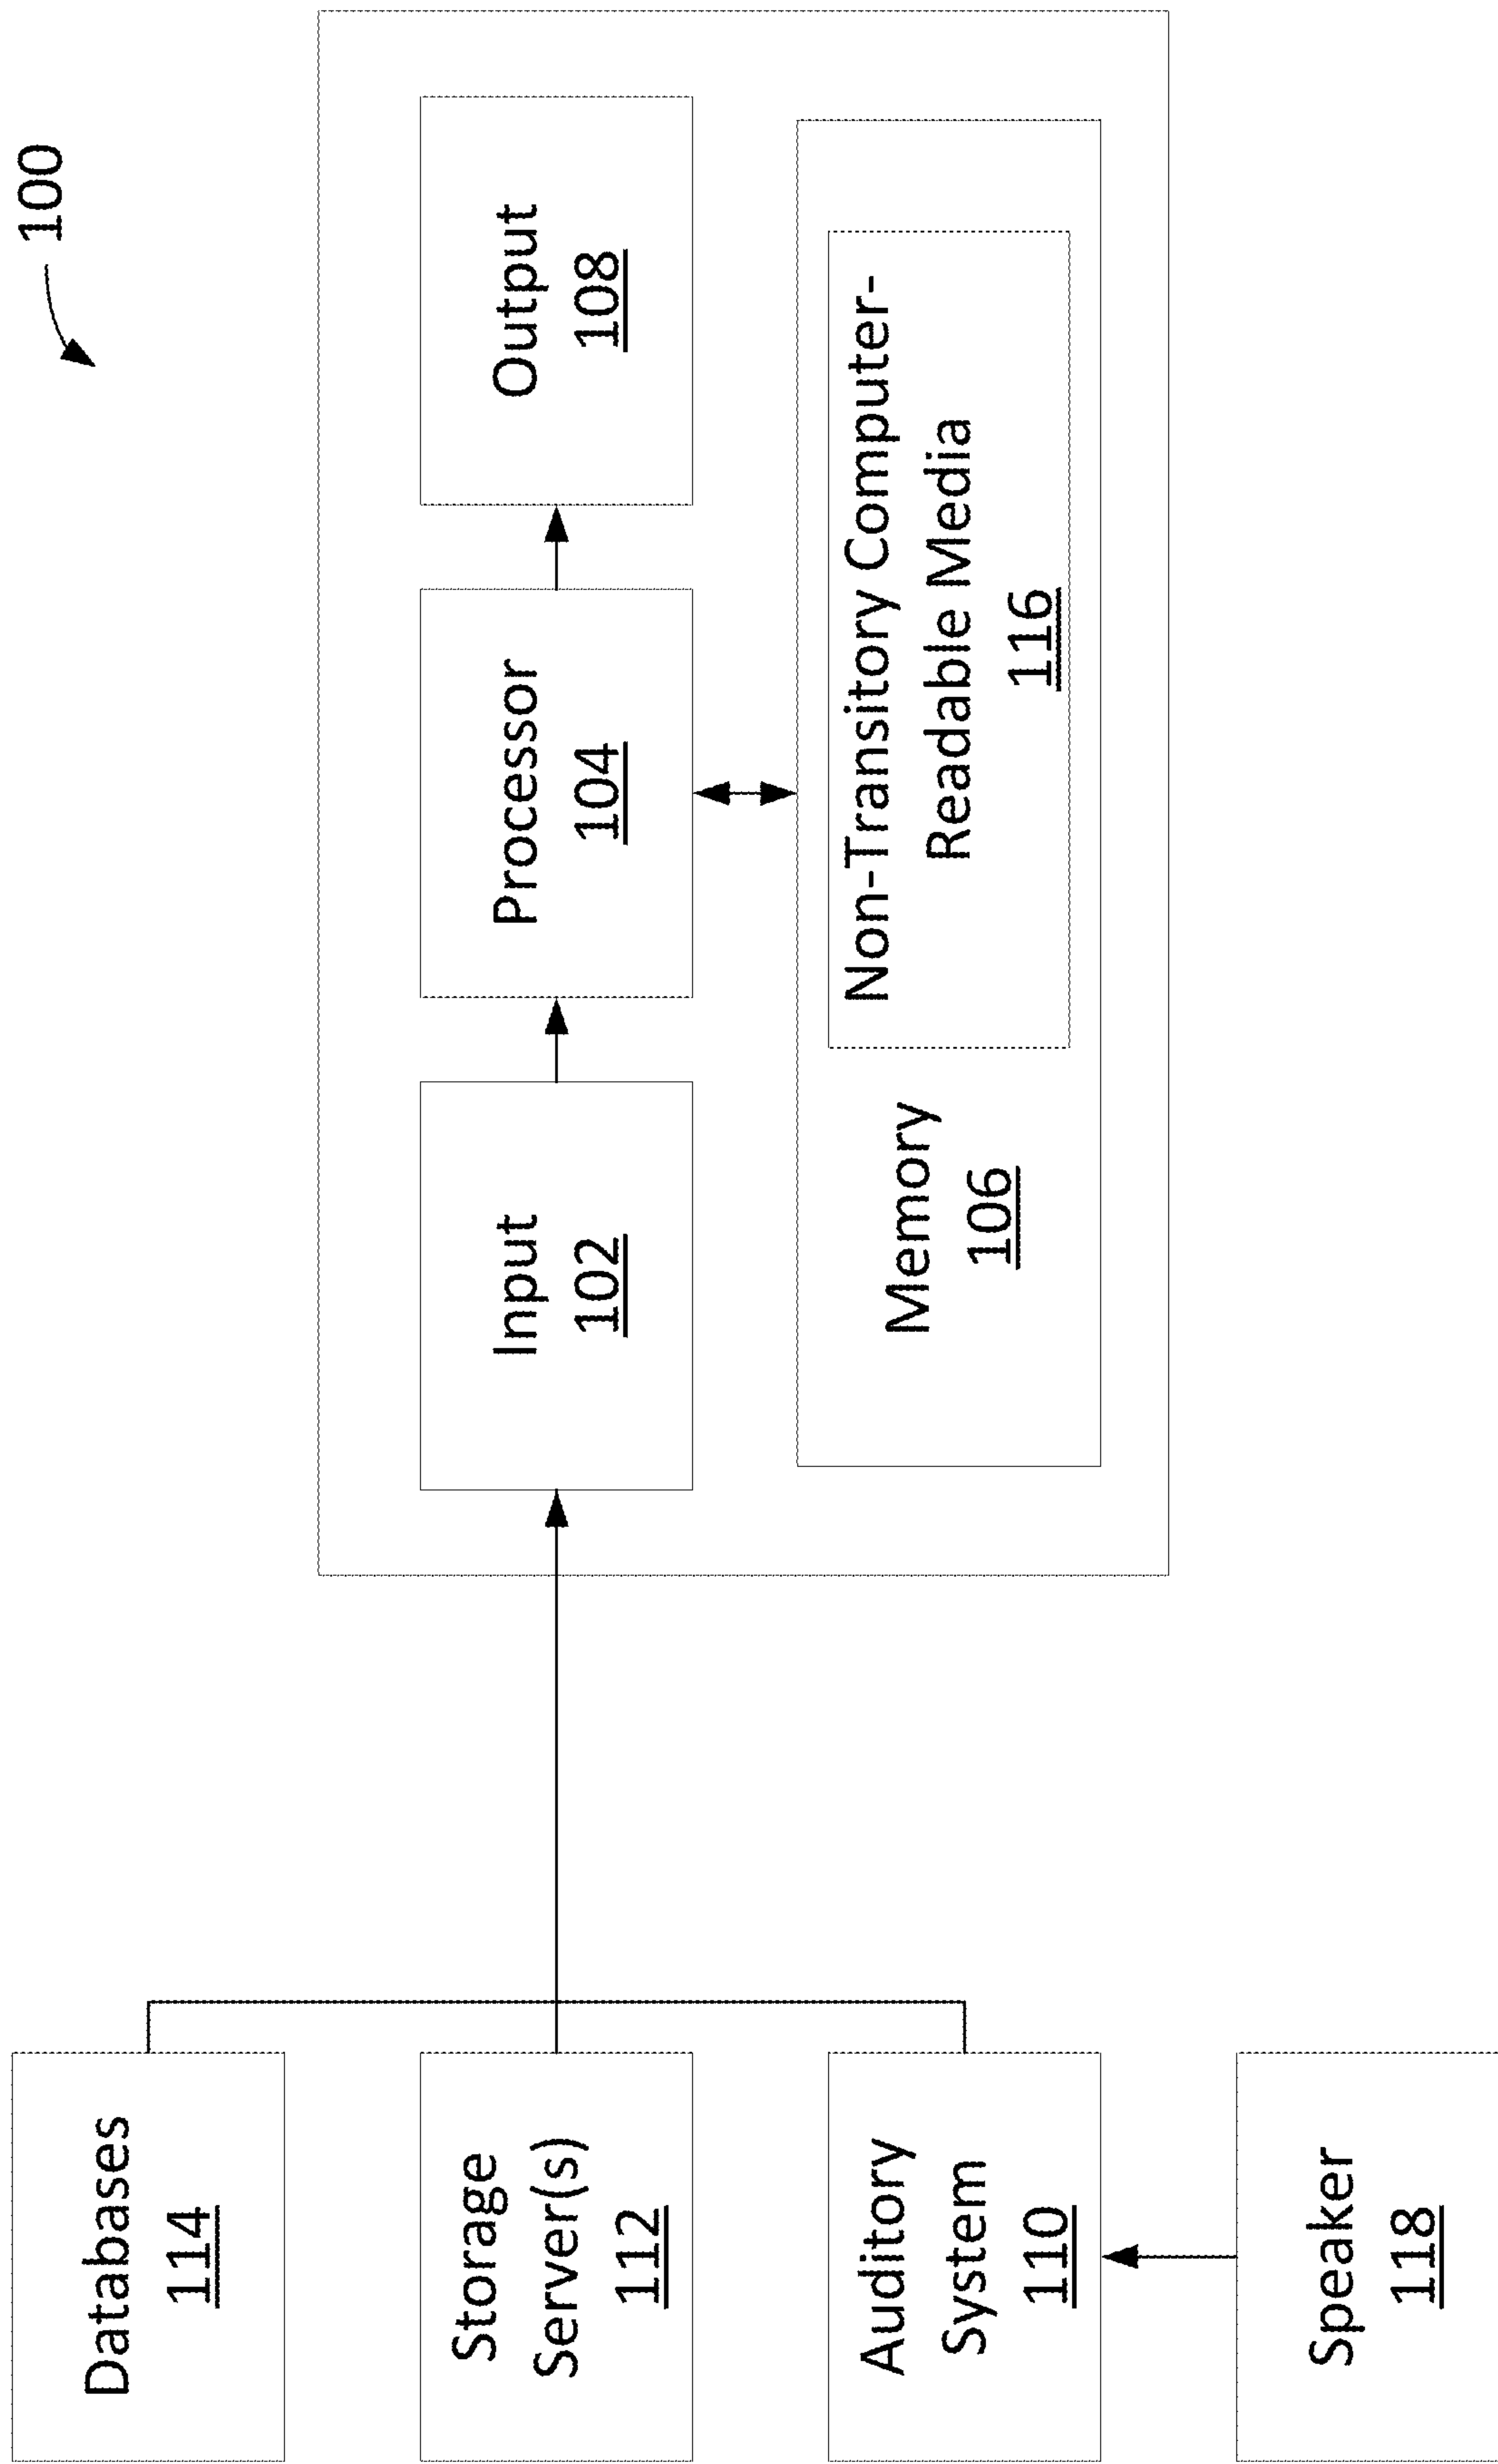 100
Databases
114
Storage
Server(s)
112
Auditory
System
110
Speaker
118
Input
102
Processor
104
Output
108
Memory
106
Non-Transitory Computer-
Readable Media
116